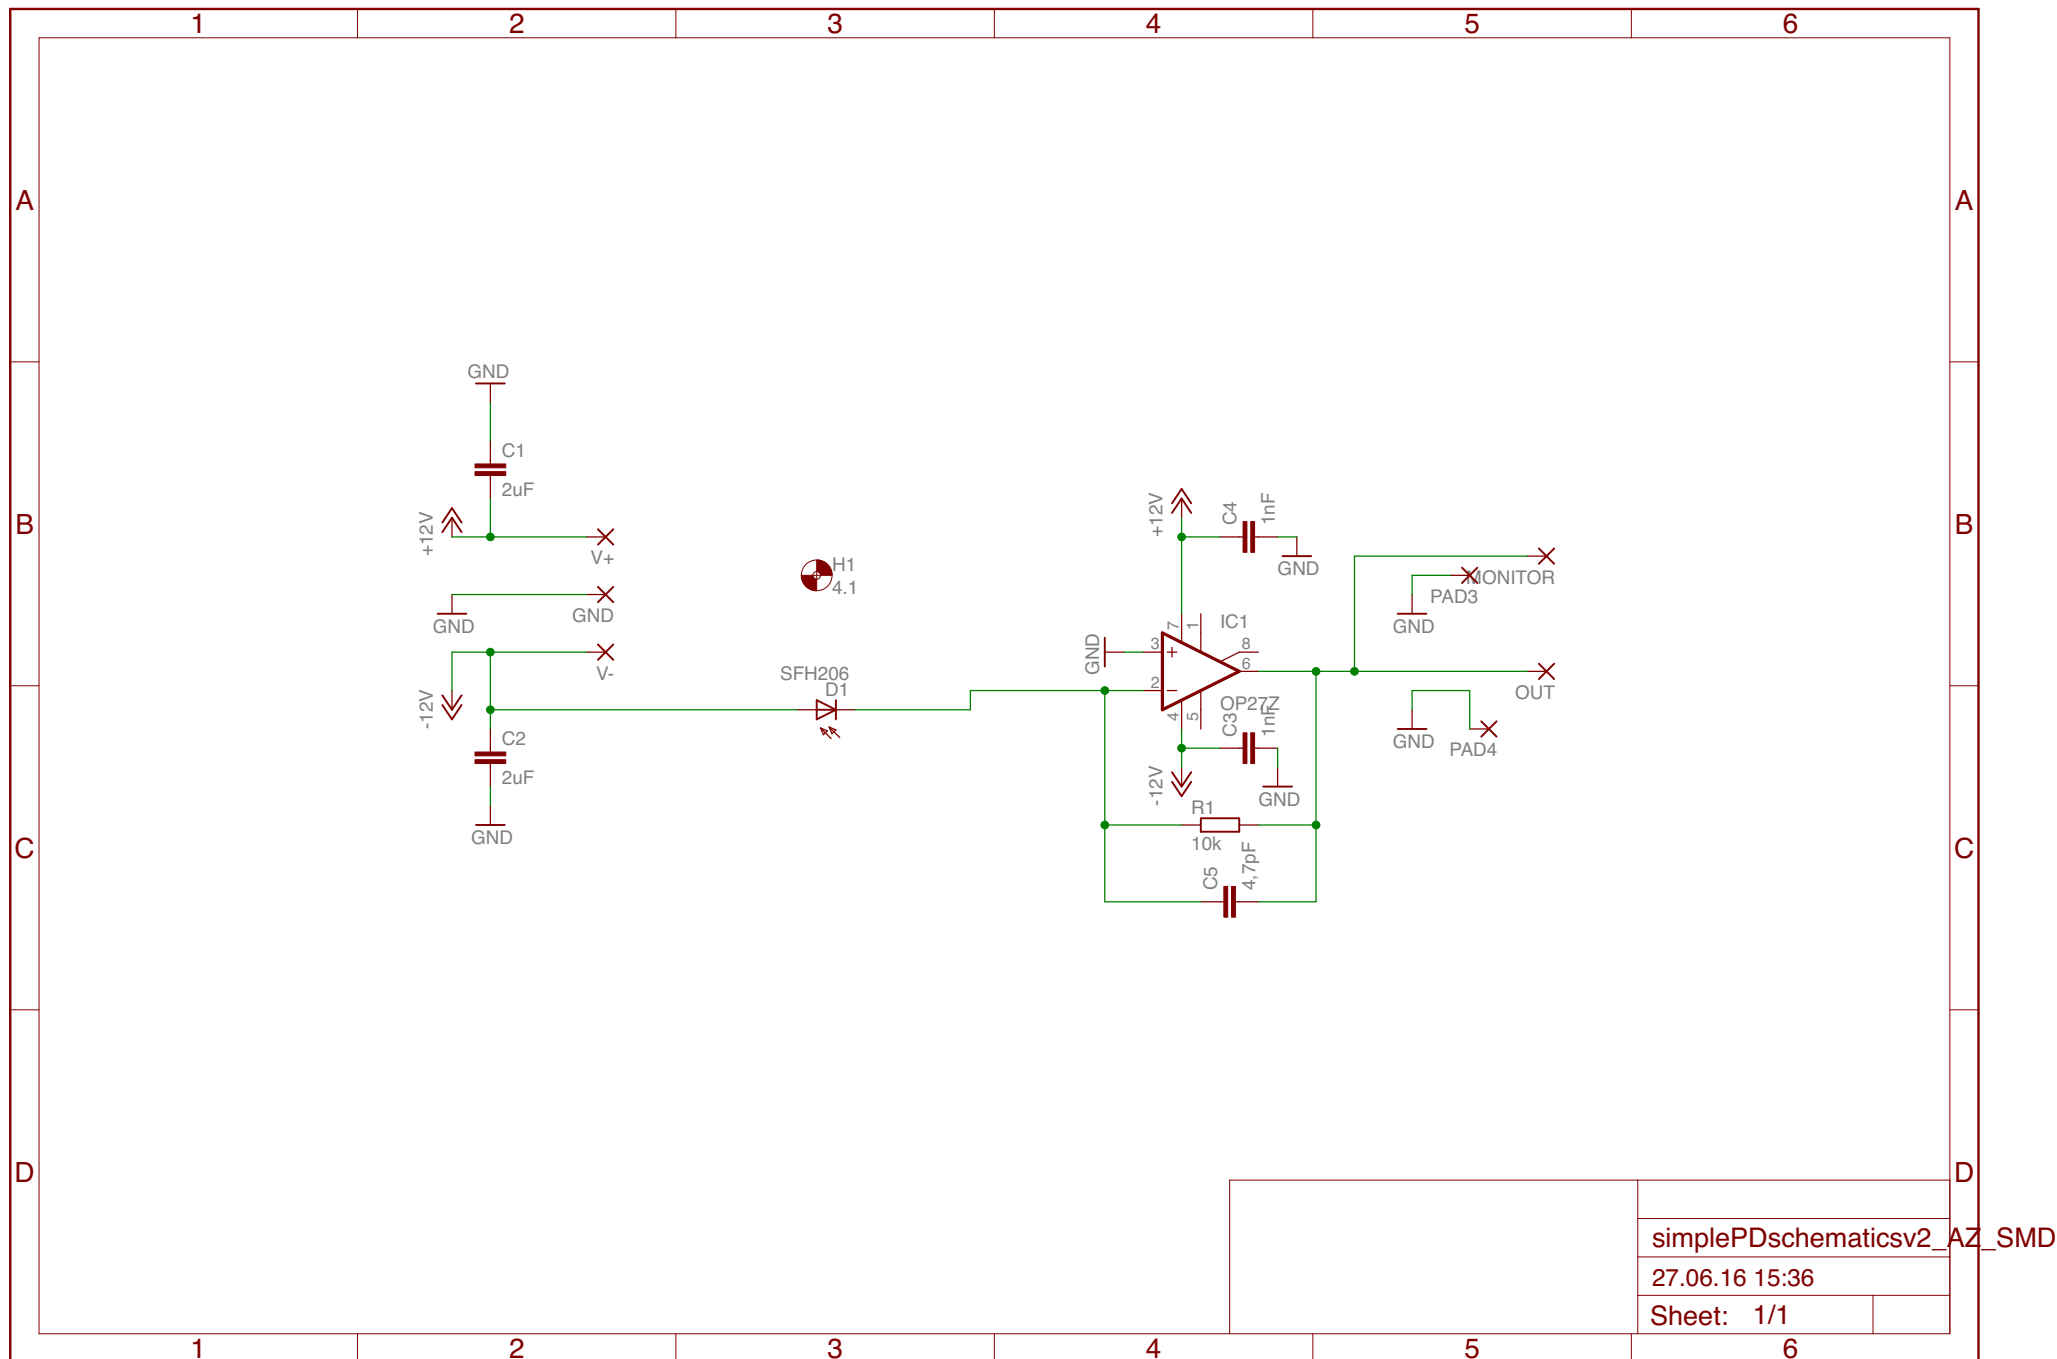 1 2 3 4 5 6
A A
GND
C1
2uF
+12V
V+
B B
GND
GND
V-
-12V
C2
2uF
GND
H1
4.1
SFH206
D1
+12V
C4
1nF
GND
GND
3
2
7
1
IC1
8
6
+
-
4
5
OP27Z
C3
1nF
-12V
GND
R1
10k
C5
4,7pF
MONITOR
PAD3
GND
OUT
GND
PAD4
C C
D D
simplePDschematicsv2_AZ_SMD
27.06.16 15:36
Sheet: 1/1
1 2 3 4 5 6